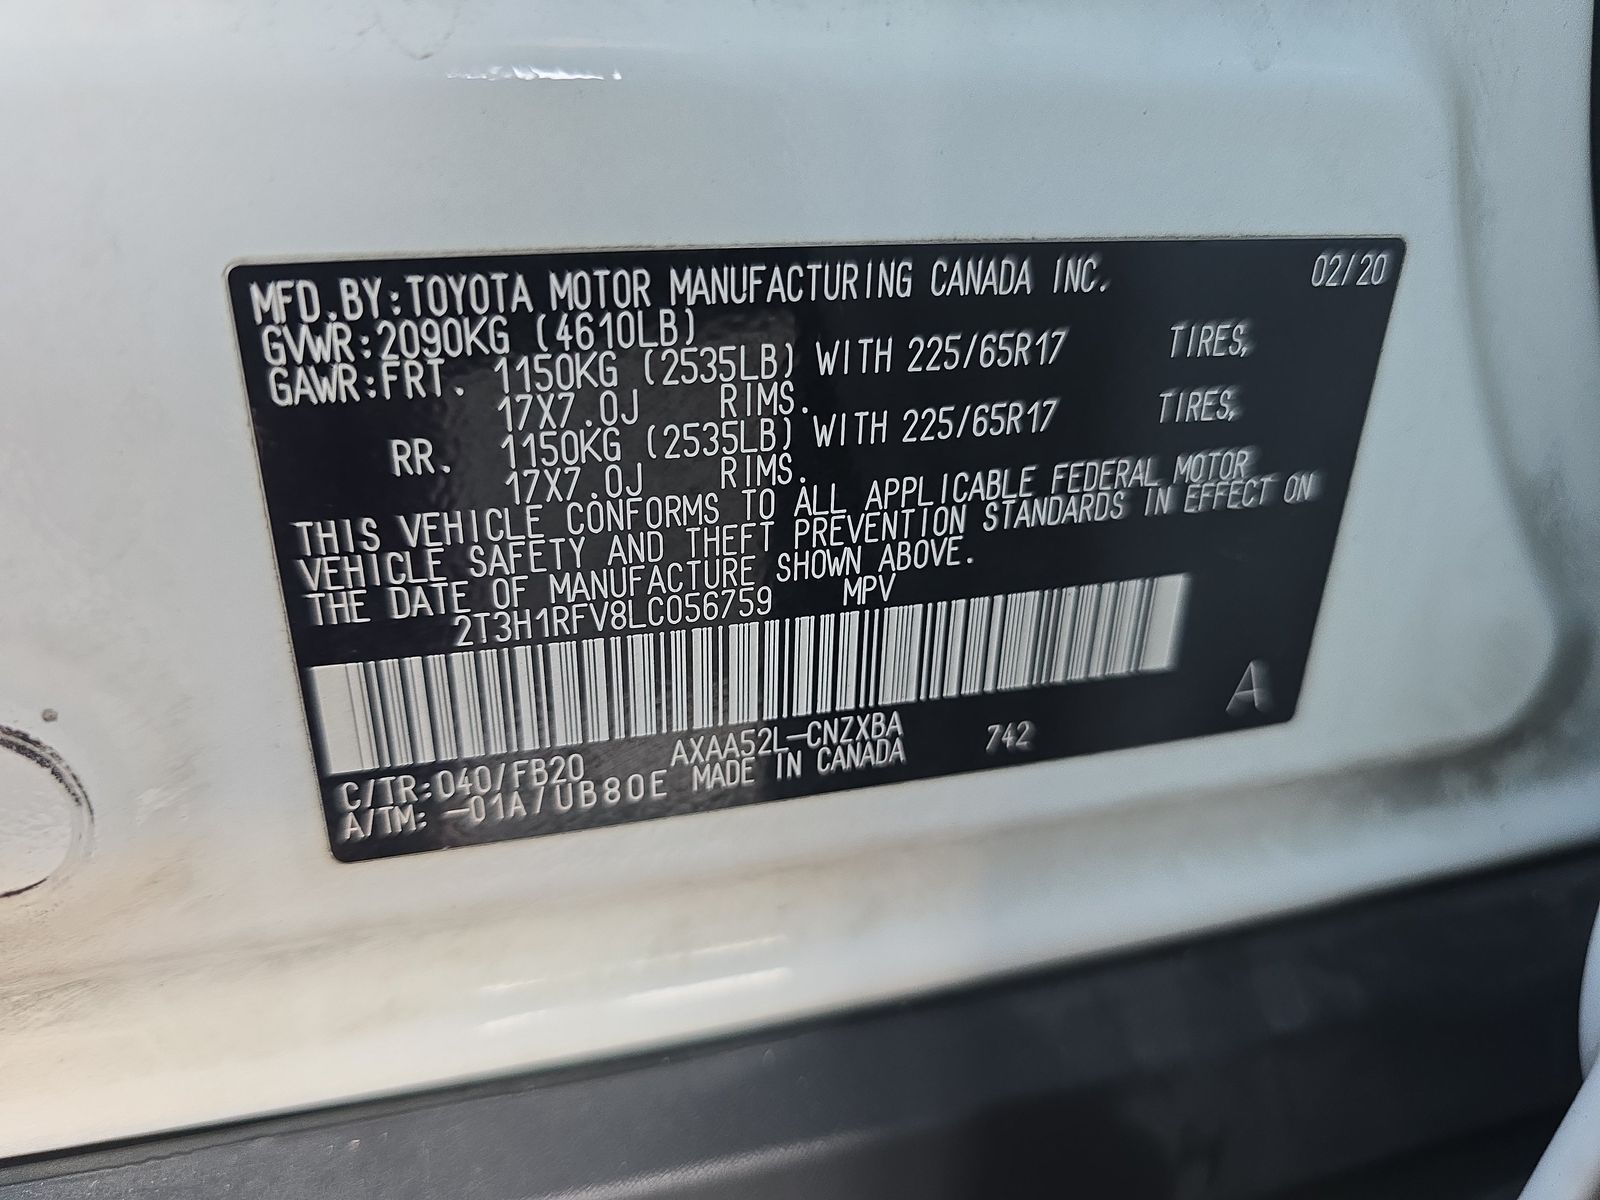 MFD.BY:TOYOTA MOTOR MANUFACTURING CANADA INC. 02/20
GVWR:2090KG (4610LB)
GAWR:FRT. 1150KG (2535LB) WITH 225/65R17 TIRES,
17X7.0J RIMS.
RR. 1150KG (2535LB) WITH 225/65R17 TIRES,
17X7.0J RIMS.
THIS VEHICLE CONFORMS TO ALL APPLICABLE FEDERAL MOTOR
VEHICLE SAFETY AND THEFT PREVENTION STANDARDS IN EFFECT ON
THE DATE OF MANUFACTURE SHOWN ABOVE.
2T3H1RFV8LC056759 MPV
A
C/TR:040/FB20 AXAA52L-CNZXBA 742
A/TM: -01A/UB80E MADE IN CANADA